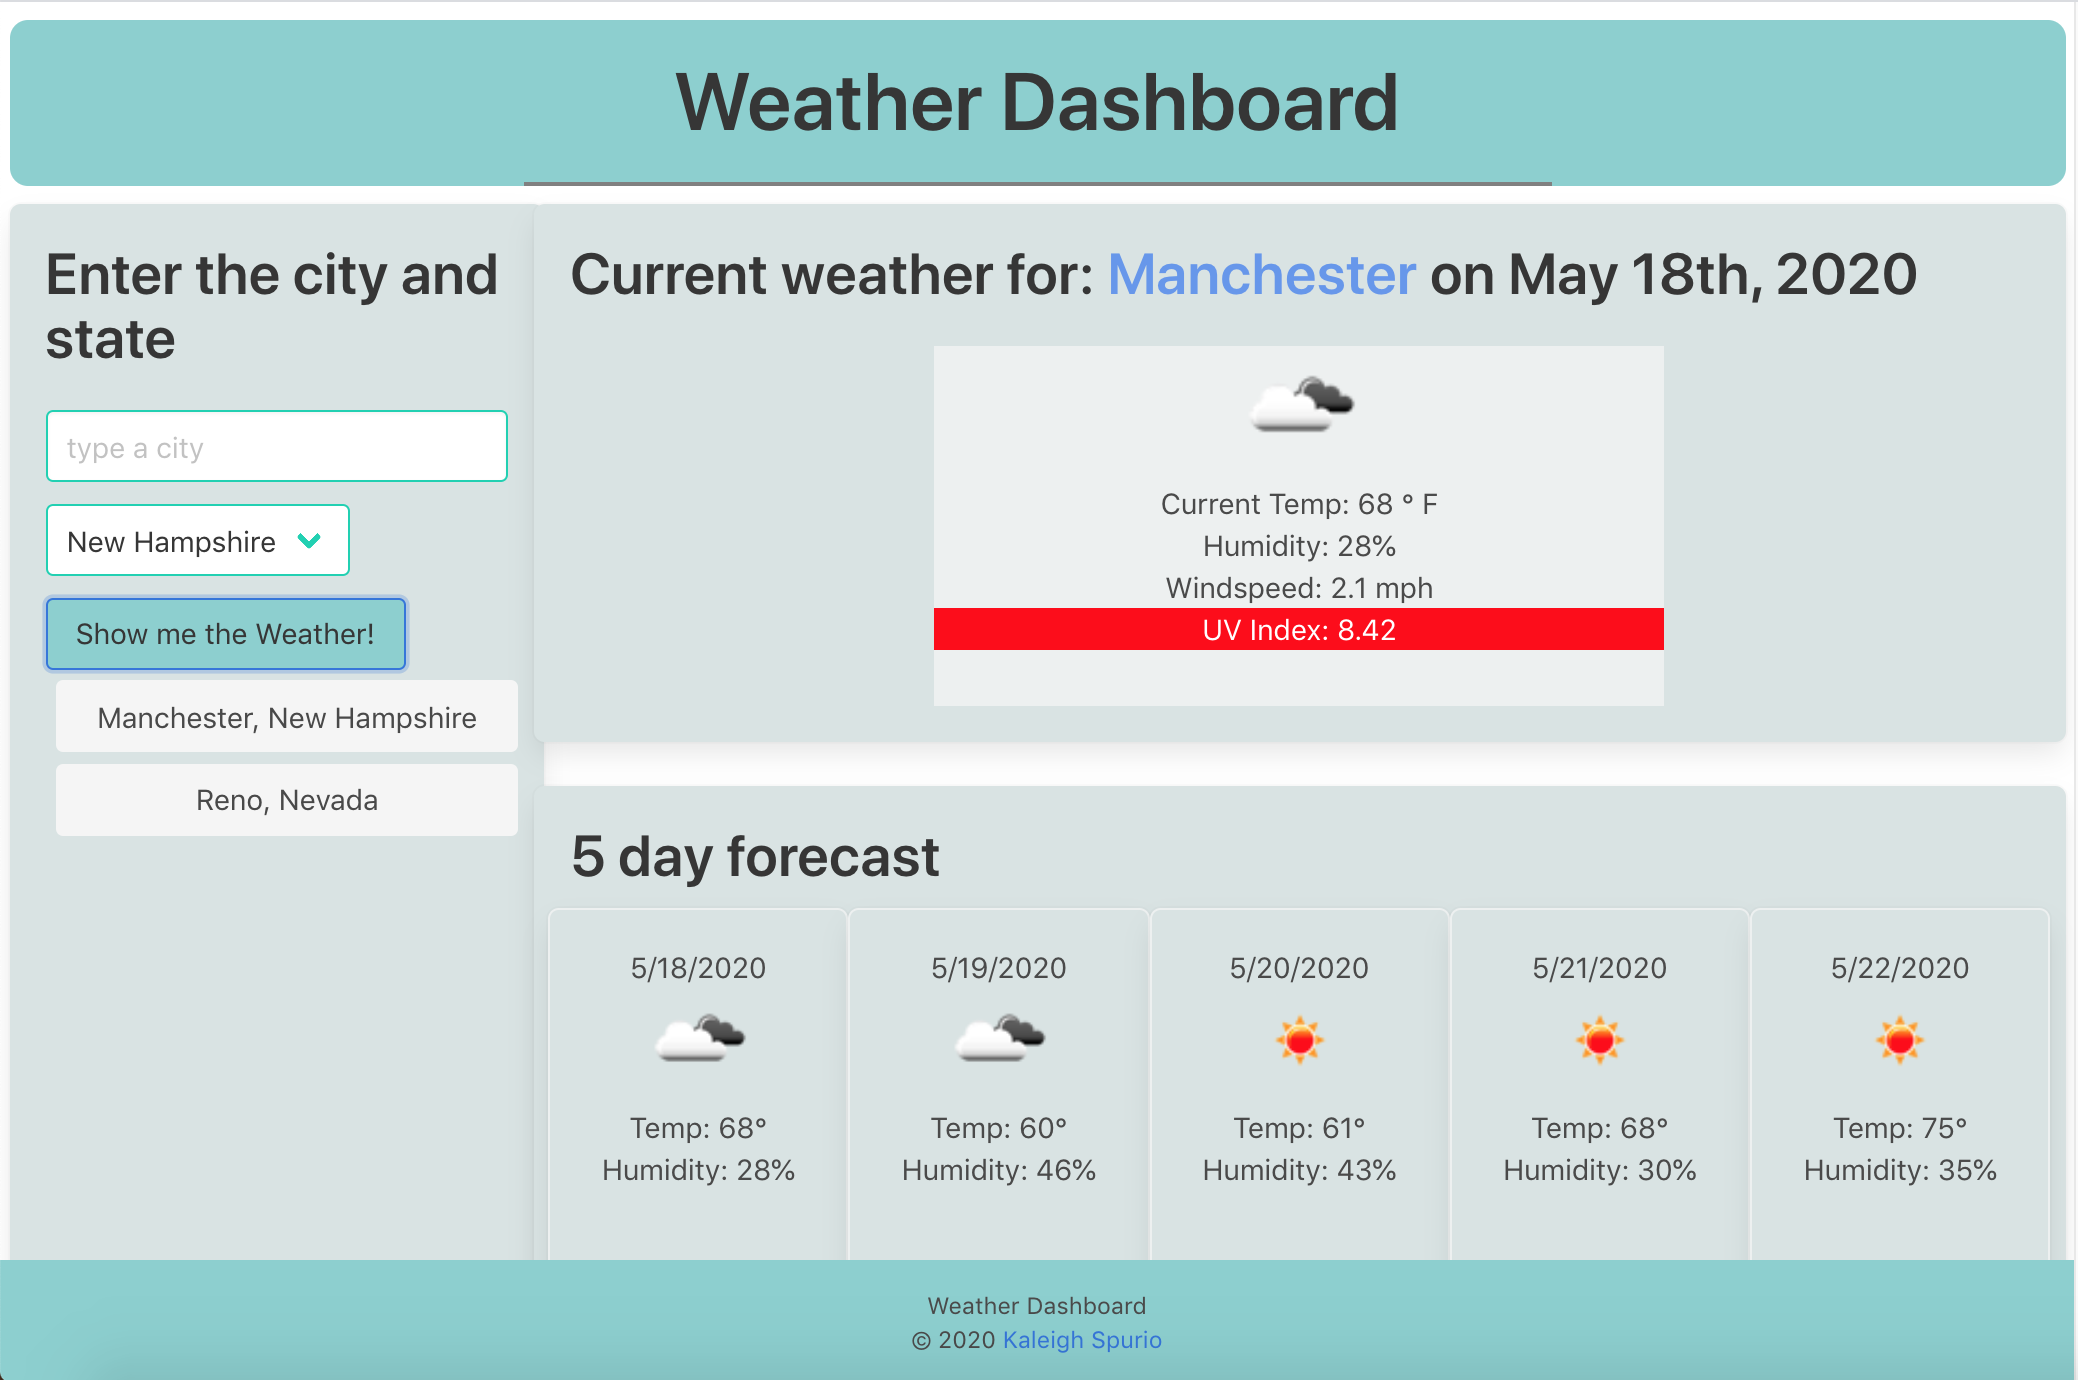 Weather Dashboard
Enter the city and
state
type a city
New Hampshire
Show me the Weather!
Manchester, New Hampshire
Reno, Nevada
Current weather for: Manchester on May 18th, 2020
Current Temp: 68 ° F
Humidity: 28%
Windspeed: 2.1 mph
UV Index: 8.42
5 day forecast
5/18/2020
Temp: 68°
Humidity: 28%
5/19/2020
Temp: 60°
Humidity: 46%
5/20/2020
Temp: 61°
Humidity: 43%
5/21/2020
Temp: 68°
Humidity: 30%
5/22/2020
Temp: 75°
Humidity: 35%
Weather Dashboard
© 2020 Kaleigh Spurio